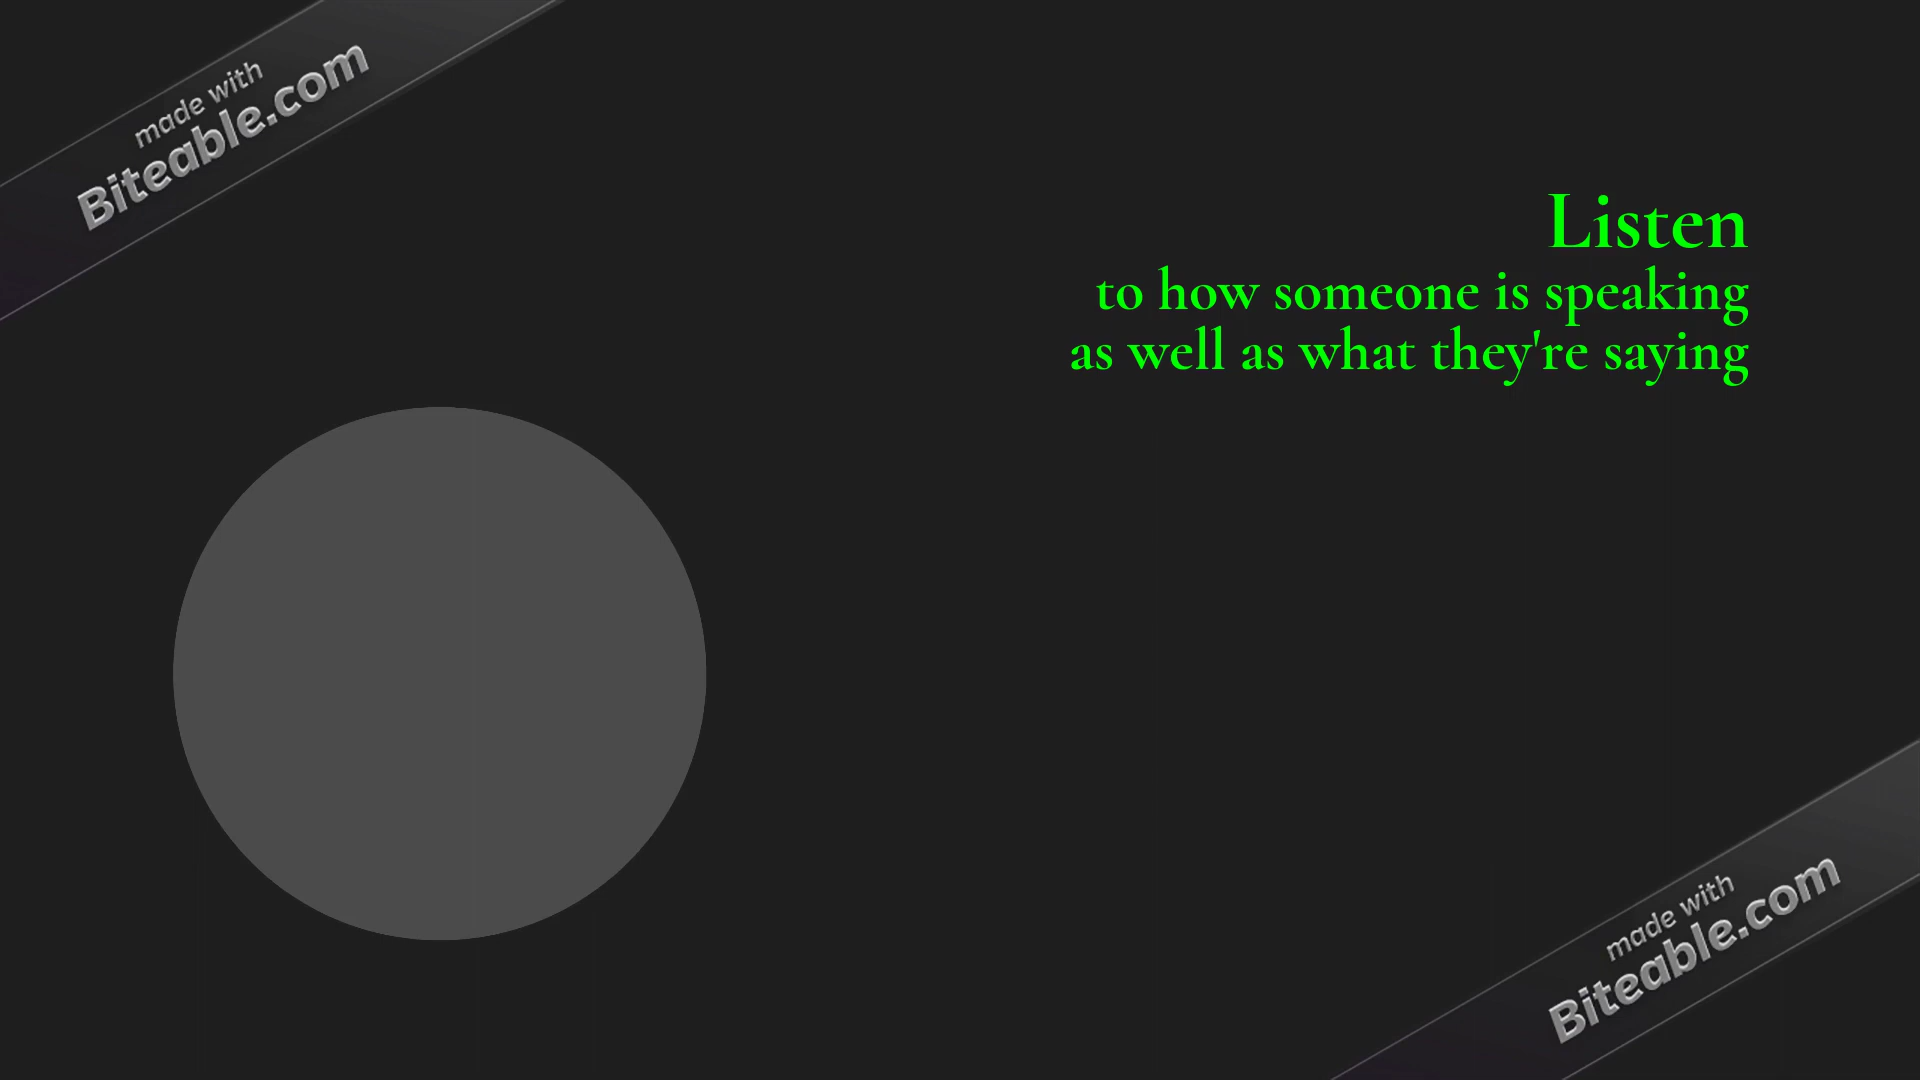 made with
Biteable.com
Listen
to how someone is speaking
as well as what they're saying
made with
Biteable.com